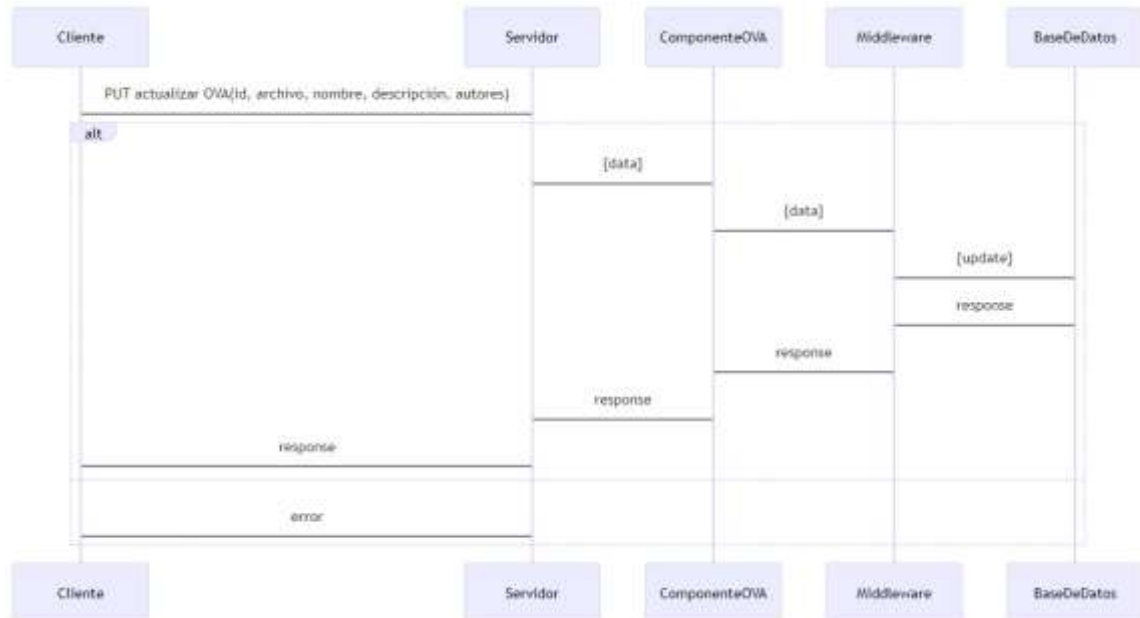 Cliente
Servidor
ComponenteOVA
Middleware
BaseDeDatos
PUT actualizar OVA(id, archivo, nombre, descripción, autores)
alt
[data]
[data]
[update]
response
response
response
response
error
Cliente
Servidor
ComponenteOVA
Middleware
BaseDeDatos